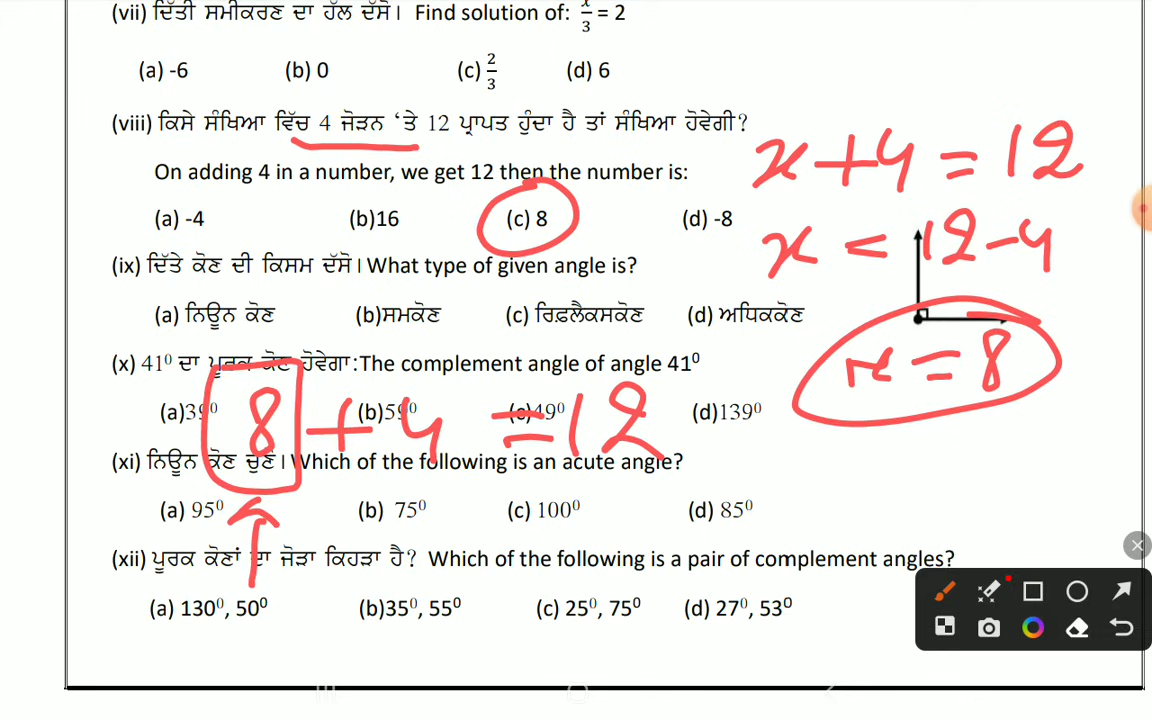 (vii) ਦਿੱਤੀ ਸਮੀਕਰਣ ਦਾ ਹੱਲ ਦੱਸੋ। Find solution of: x/3 = 2
(a) -6 (b) 0 (c) 2/3 (d) 6
(viii) ਕਿਸੇ ਸੰਖਿਆ ਵਿੱਚ 4 ਜੋੜਨ ‘ਤੇ 12 ਪ੍ਰਾਪਤ ਹੁੰਦਾ ਹੈ ਤਾਂ ਸੰਖਿਆ ਹੋਵੇਗੀ?
x+4 = 12
On adding 4 in a number, we get 12 then the number is:
(a) -4 (b)16 (c) 8 (d) -8
x = 12-4
(ix) ਦਿੱਤੇ ਕੋਣ ਦੀ ਕਿਸਮ ਦੱਸੋ। What type of given angle is?
(a) ਨਿਊਨ ਕੋਣ (b)ਸਮਕੋਣ (c) ਰਿਫ਼ਲੈਕਸਕੋਣ (d) ਅਧਿਕਕੋਣ
x = 8
(x) 41⁰ ਦਾ ਪੂਰਕ ਕੋਣ ਹੋਵੇਗਾ:The complement angle of angle 41⁰
(a)39⁰ (b)59⁰ (c)49⁰ (d)139⁰
8 + 4 = 12
(xi) ਨਿਊਨ ਕੋਣ ਚੁਣੋ। Which of the following is an acute angle?
(a) 95⁰ (b) 75⁰ (c) 100⁰ (d) 85⁰
(xii) ਪੂਰਕ ਕੋਣਾਂ ਦਾ ਜੋੜਾ ਕਿਹੜਾ ਹੈ? Which of the following is a pair of complement angles?
(a) 130⁰, 50⁰ (b)35⁰, 55⁰ (c) 25⁰, 75⁰ (d) 27⁰, 53⁰